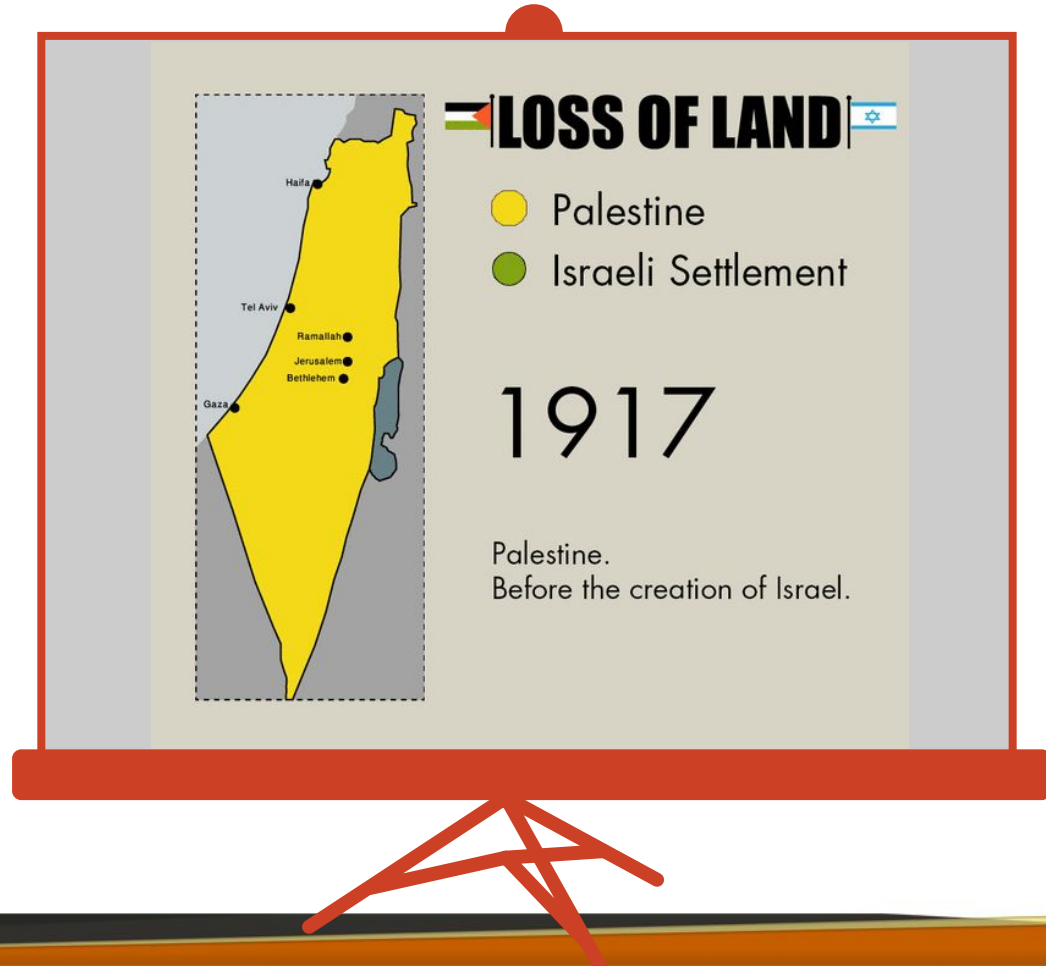 LOSS OF LAND
Palestine
Israeli Settlement
Haifa
Tel Aviv
Ramallah
Jerusalem
Bethlehem
Gaza
1917
Palestine.
Before the creation of Israel.